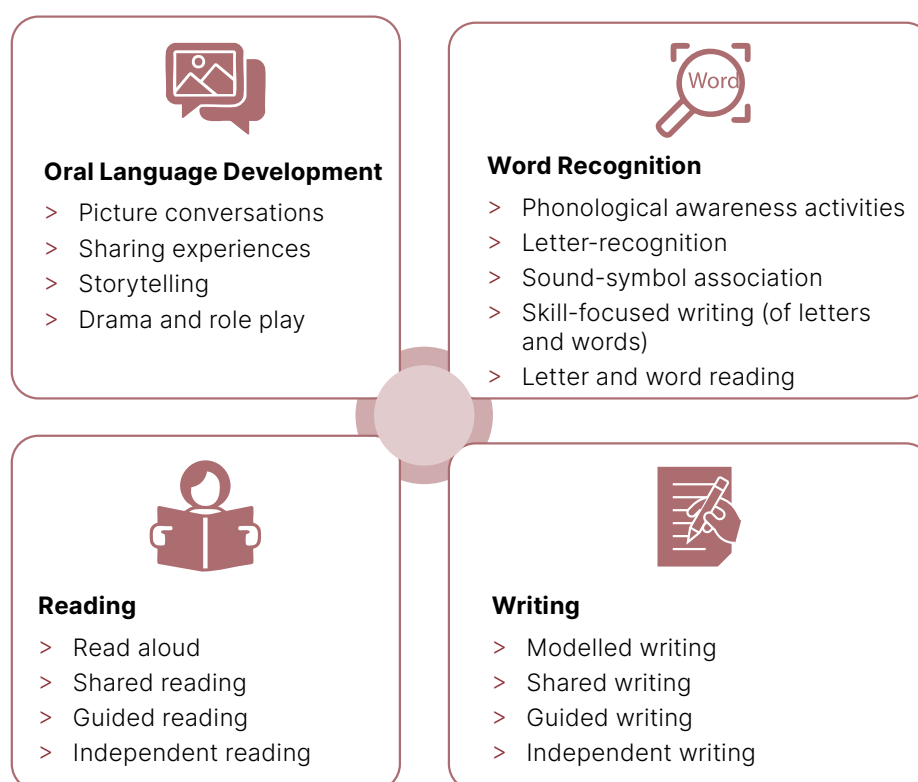 Oral Language Development
> Picture conversations
> Sharing experiences
> Storytelling
> Drama and role play
Word
Word Recognition
> Phonological awareness activities
> Letter-recognition
> Sound-symbol association
> Skill-focused writing (of letters
and words)
> Letter and word reading
Reading
> Read aloud
> Shared reading
> Guided reading
> Independent reading
Writing
> Modelled writing
> Shared writing
> Guided writing
> Independent writing